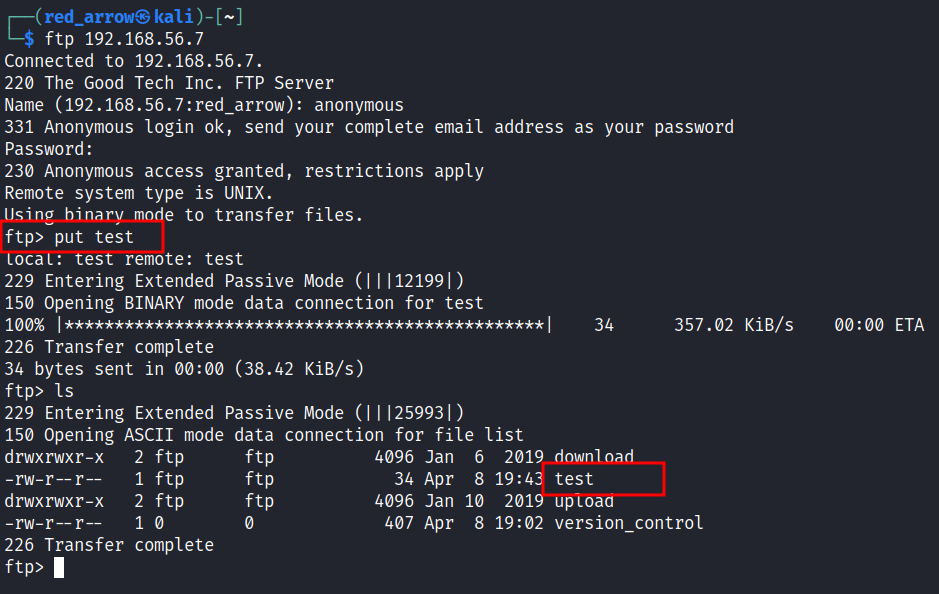 ┌──(red_arrow㉿kali)-[~]
└─$ ftp 192.168.56.7
Connected to 192.168.56.7.
220 The Good Tech Inc. FTP Server
Name (192.168.56.7:red_arrow): anonymous
331 Anonymous login ok, send your complete email address as your password
Password:
230 Anonymous access granted, restrictions apply
Remote system type is UNIX.
Using binary mode to transfer files.
ftp> put test
local: test remote: test
229 Entering Extended Passive Mode (|||12199|)
150 Opening BINARY mode data connection for test
100% |************************************************|    34      357.02 KiB/s    00:00 ETA
226 Transfer complete
34 bytes sent in 00:00 (38.42 KiB/s)
ftp> ls
229 Entering Extended Passive Mode (|||25993|)
150 Opening ASCII mode data connection for file list
drwxrwxr-x   2 ftp      ftp          4096 Jan  6  2019 download
-rw-r--r--   1 ftp      ftp            34 Apr  8 19:43 test
drwxrwxr-x   2 ftp      ftp          4096 Jan 10  2019 upload
-rw-r--r--   1 0        0             407 Apr  8 19:02 version_control
226 Transfer complete
ftp>